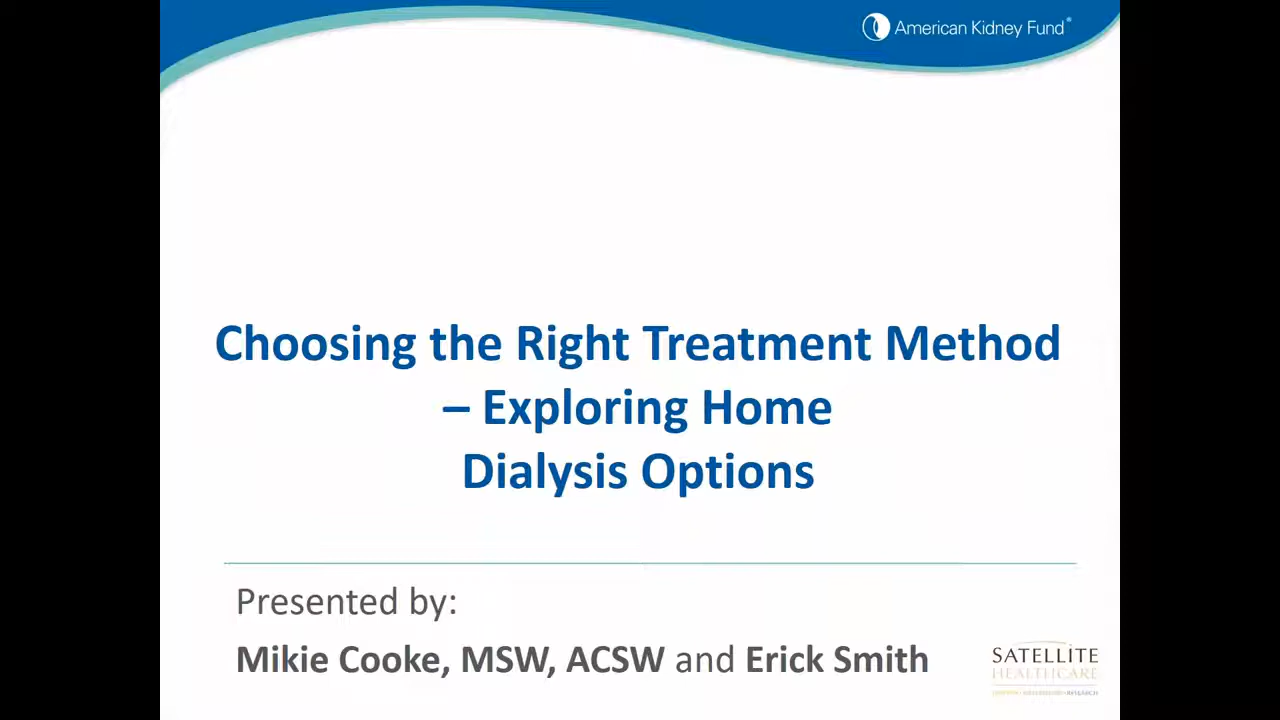 American Kidney Fund®
Choosing the Right Treatment Method
– Exploring Home
Dialysis Options
Presented by:
Mikie Cooke, MSW, ACSW and Erick Smith
SATELLITE
HEALTHCARE
RESEARCH